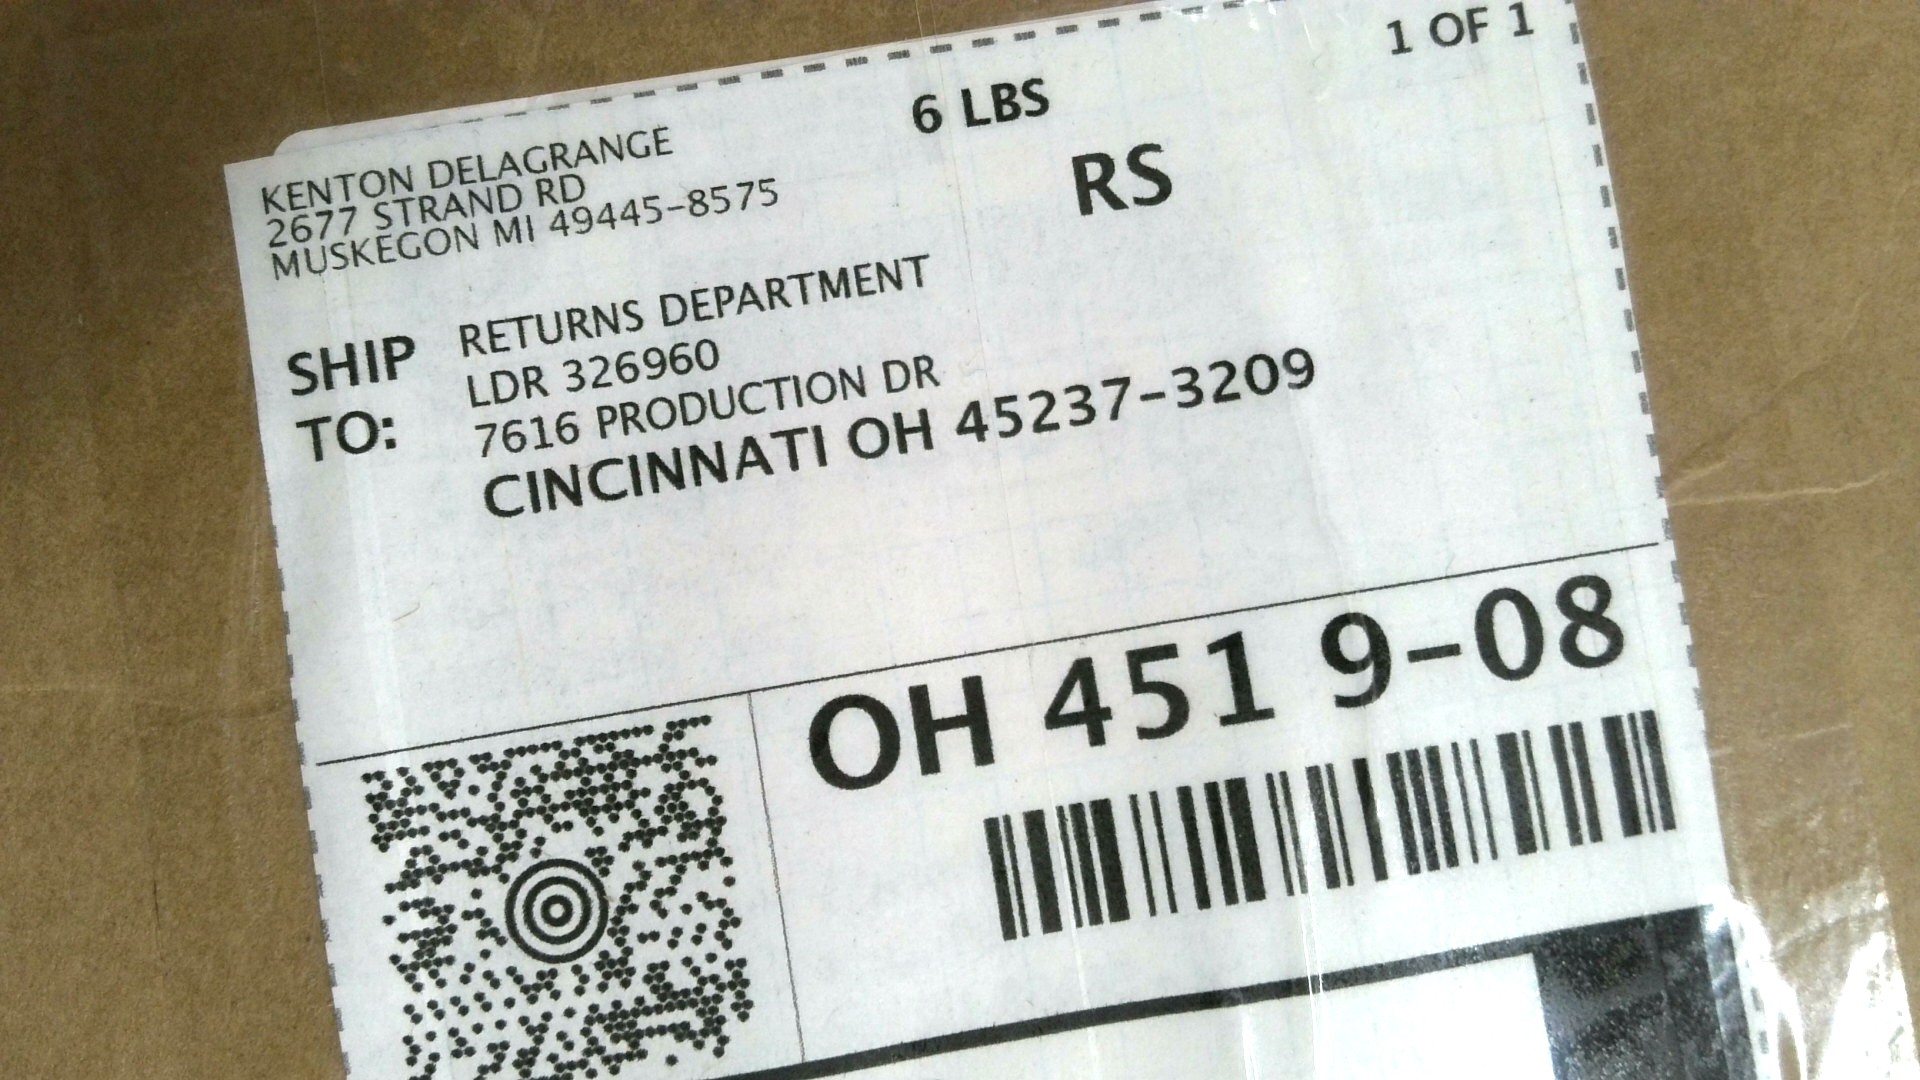 1 OF 1
6 LBS
RS
KENTON DELAGRANGE
2677 STRAND RD
MUSKEGON MI 49445-8575
SHIP TO:
RETURNS DEPARTMENT
LDR 326960
7616 PRODUCTION DR
CINCINNATI OH 45237-3209
OH 451 9-08